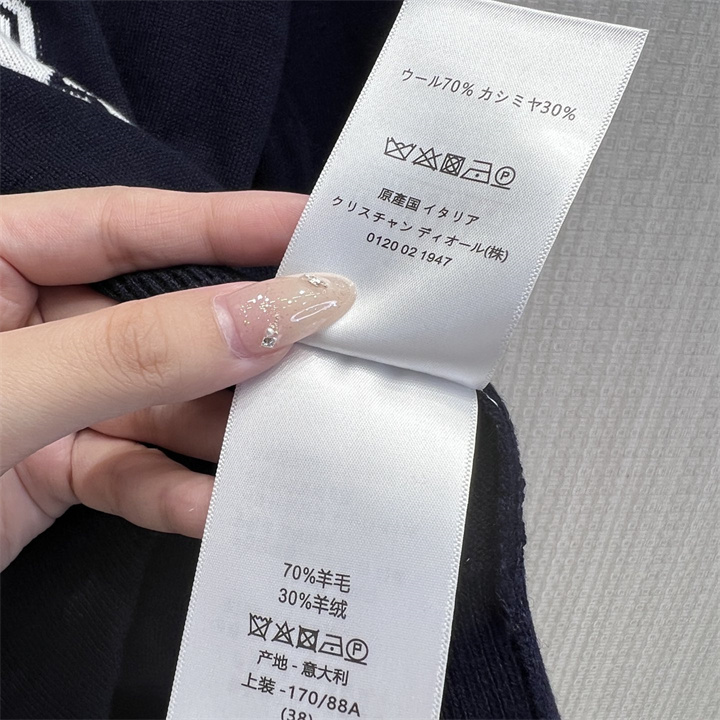 ウール70% カシミヤ30%
P
原産国 イタリア
クリスチャン ディオール(株)
0120 02 1947
70%羊毛
30%羊绒
P
产地 - 意大利
上装 -170/88A
(38)